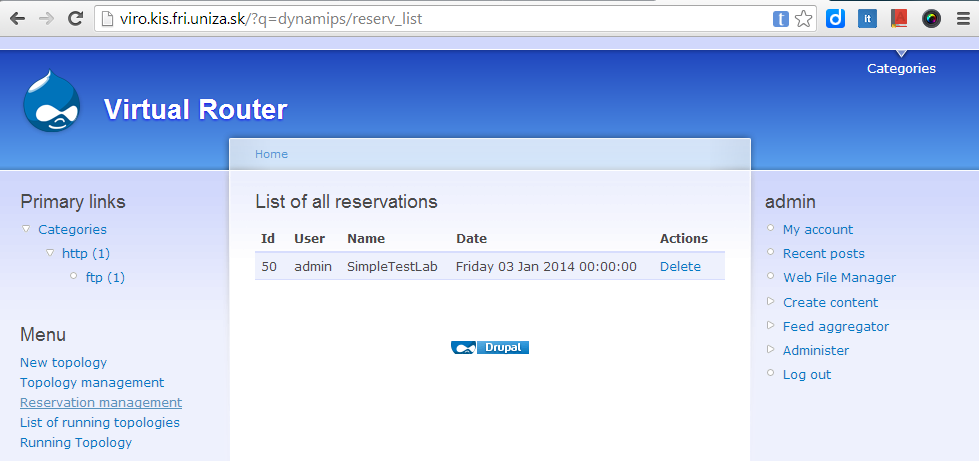 viro.kis.fri.uniza.sk/?q=dynamips/reserv_list
Categories
Virtual Router
Home
Primary links
Categories
http (1)
ftp (1)
Menu
New topology
Topology management
Reservation management
List of running topologies
Running Topology
List of all reservations
Id User Name Date Actions
50 admin SimpleTestLab Friday 03 Jan 2014 00:00:00 Delete
Drupal
admin
My account
Recent posts
Web File Manager
Create content
Feed aggregator
Administer
Log out